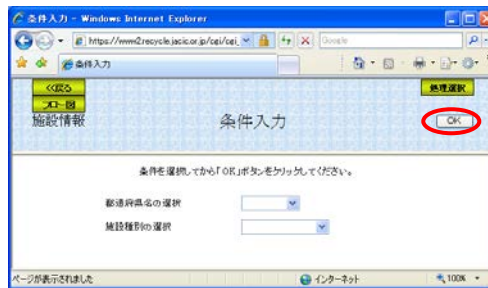 条件入力 - Windows Internet Explorer
https://www2.recycle.jacic.or.jp/cgi/cgi_
Google
条件入力
<<戻る
処理選択
フロー図
施設情報
条件入力
OK
条件を選択してから「OK」ボタンをクリックしてください。
都道府県名の選択
施設種別の選択
ページが表示されました
インターネット
100%